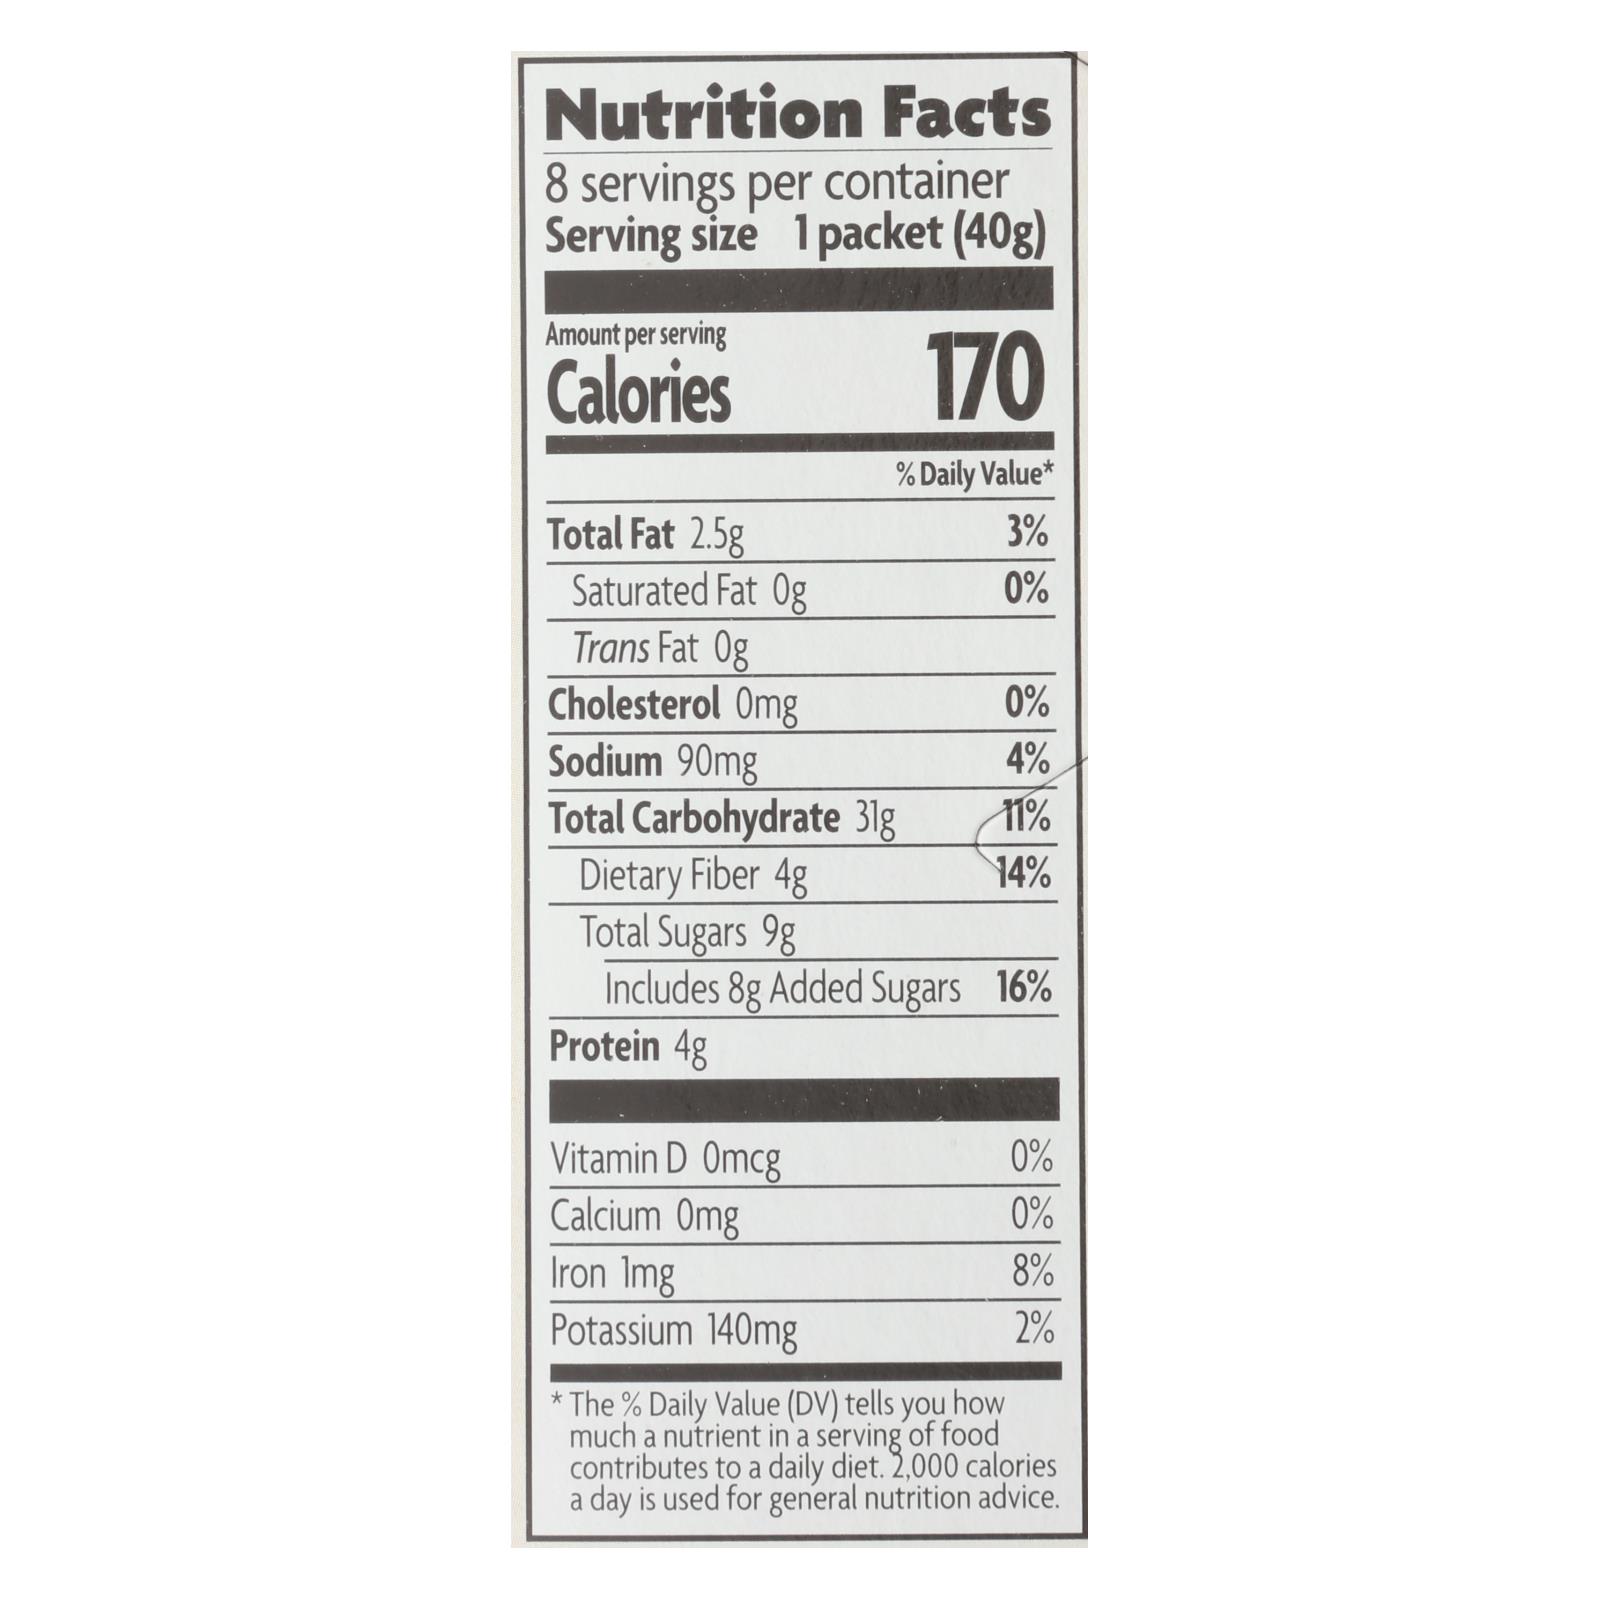 Nutrition Facts
8 servings per container
Serving size 1 packet (40g)
Amount per serving
Calories 170
% Daily Value*
Total Fat 2.5g 3%
Saturated Fat 0g 0%
Trans Fat 0g
Cholesterol 0mg 0%
Sodium 90mg 4%
Total Carbohydrate 31g 11%
Dietary Fiber 4g 14%
Total Sugars 9g
Includes 8g Added Sugars 16%
Protein 4g
Vitamin D 0mcg 0%
Calcium 0mg 0%
Iron 1mg 8%
Potassium 140mg 2%
* The % Daily Value (DV) tells you how
much a nutrient in a serving of food
contributes to a daily diet. 2,000 calories
a day is used for general nutrition advice.